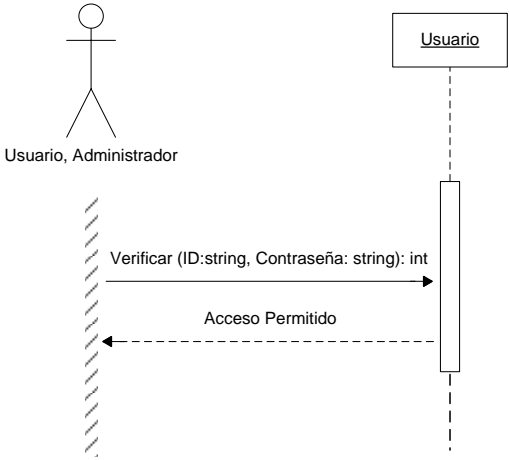 Usuario
Usuario, Administrador
Verificar (ID:string, Contraseña: string): int
Acceso Permitido